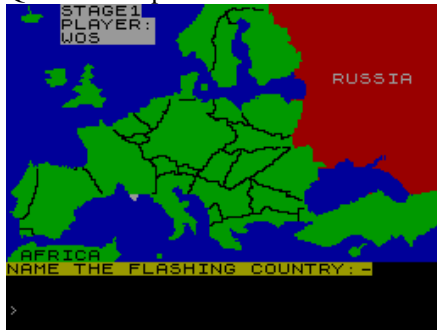 STAGE1
PLAYER:
WOS
RUSSIA
AFRICA
NAME THE FLASHING COUNTRY:-
>